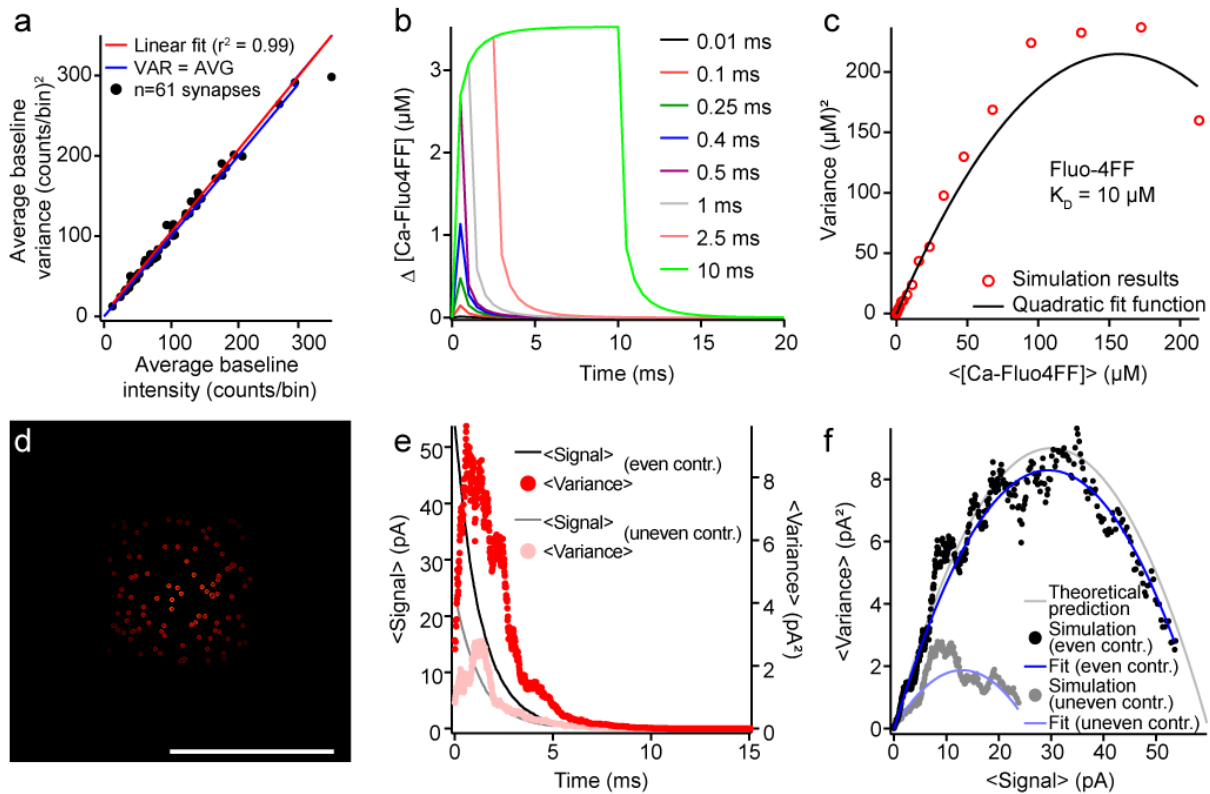 a
Linear fit (r² = 0.99)
VAR = AVG
n=61 synapses
Average baseline
variance (counts/bin)²
300
200
100
0
0
100
200
300
Average baseline
intensity (counts/bin)
b
0.01 ms
0.1 ms
0.25 ms
0.4 ms
0.5 ms
1 ms
2.5 ms
10 ms
Δ [Ca-Fluo4FF] (µM)
3
2
1
0
0
5
10
15
20
Time (ms)
c
Variance (µM)²
200
150
100
50
0
Fluo-4FF
K_D = 10 µM
Simulation results
Quadratic fit function
0
50
100
150
200
<[Ca-Fluo4FF]> (µM)
d
e
<Signal>
(even contr.)
<Variance>
<Signal>
(uneven contr.)
<Variance>
<Signal> (pA)
50
40
30
20
10
0
<Variance> (pA²)
8
6
4
2
0
0
5
10
15
Time (ms)
f
<Variance> (pA²)
8
6
4
2
0
Theoretical
prediction
Simulation
(even contr.)
Fit (even contr.)
Simulation
(uneven contr.)
Fit (uneven contr.)
0
10
20
30
40
50
<Signal> (pA)